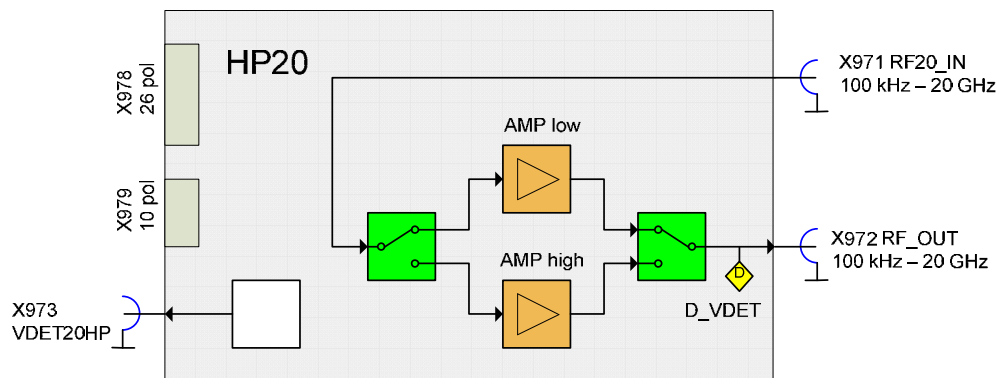 HP20
X978
26 pol
X979
10 pol
X971 RF20_IN
100 kHz – 20 GHz
AMP low
AMP high
D
D_VDET
X972 RF_OUT
100 kHz – 20 GHz
X973
VDET20HP